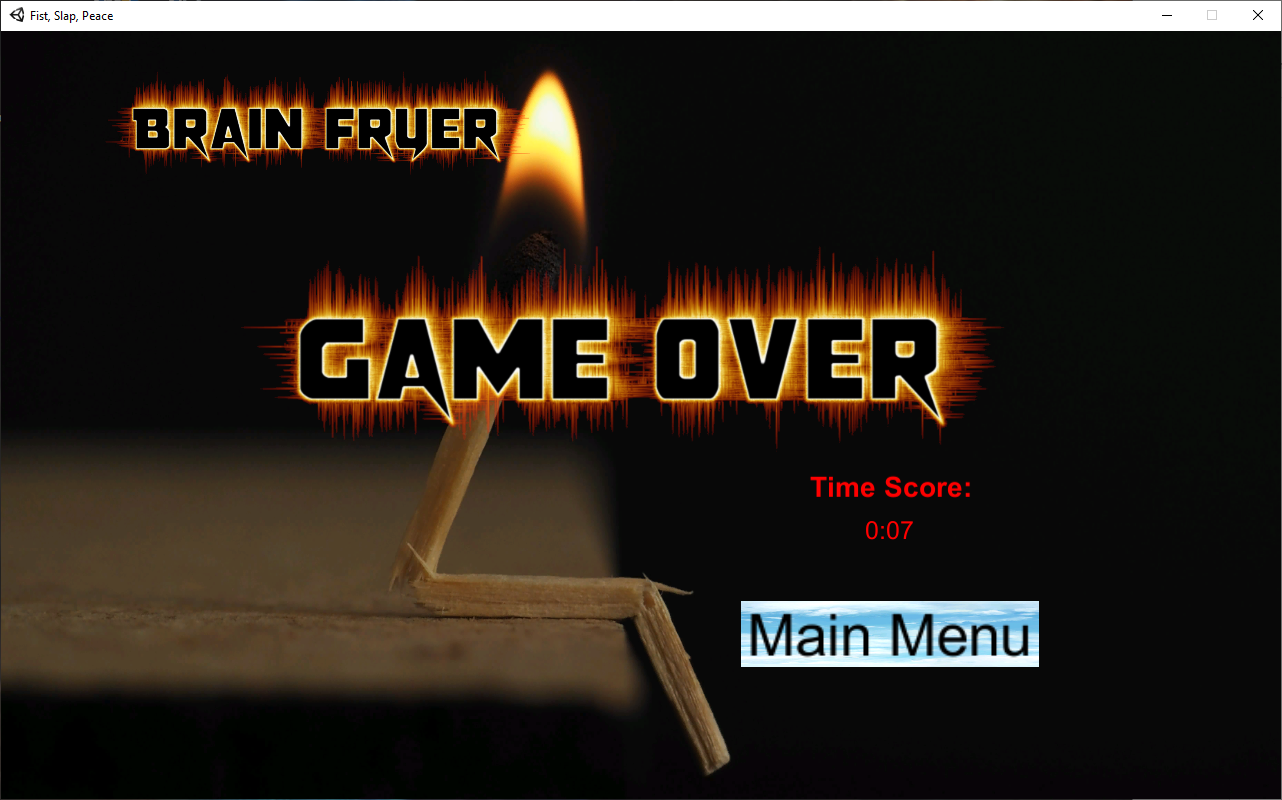 Fist, Slap, Peace
BRAIN FRYER
GAME OVER
Time Score:
0:07
Main Menu